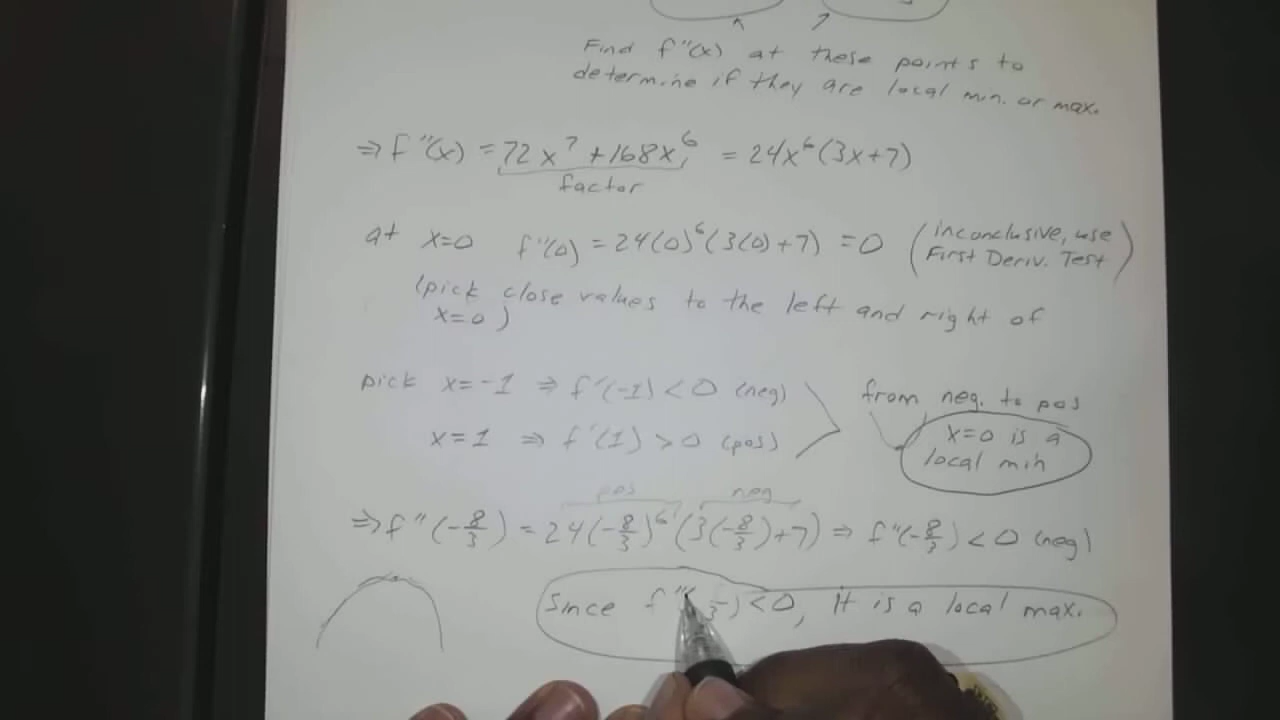 Find f"(x) at these points to
determine if they are local min. or max.
⇒ f"(x) = 72x⁷ + 168x⁶ = 24x⁶(3x+7)
factor
at x=0 f"(0) = 24(0)⁶(3(0)+7) = 0 (inconclusive, use
First Deriv. Test)
(pick close values to the left and right of
x=0)
pick x=-1 ⇒ f'(-1) < 0 (neg)
x=1 ⇒ f'(1) > 0 (pos)
from neg. to pos
x=0 is a
local min
pos neg
⇒ f"(-8/3) = 24(-8/3)⁶(3(-8/3)+7) ⇒ f"(-8/3) < 0 (neg)
Since f"( 3) < 0, it is a local max.